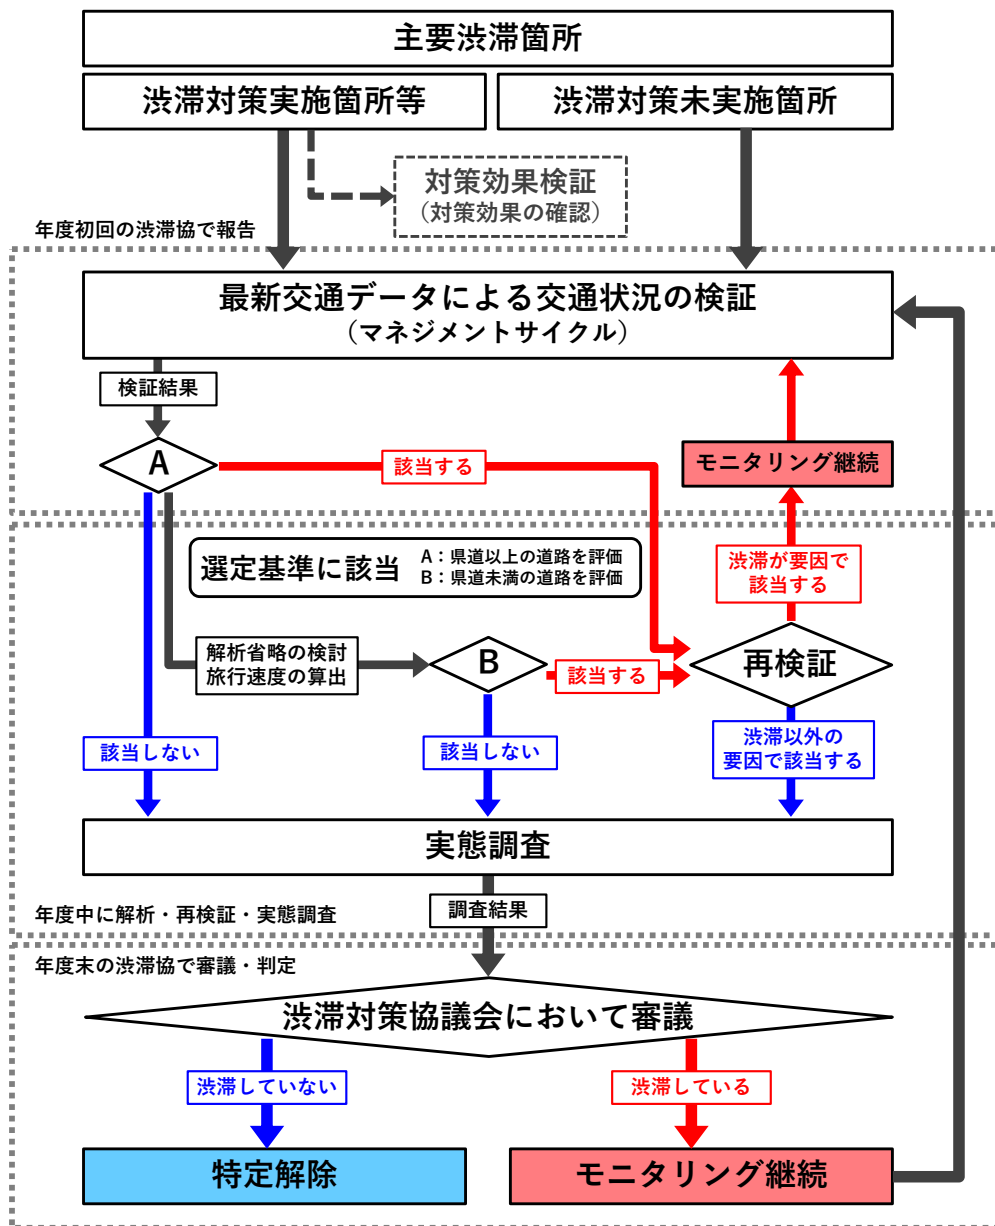 主要渋滞箇所
渋滞対策実施箇所等
渋滞対策未実施箇所
対策効果検証
（対策効果の確認）
年度初回の渋滞協で報告
最新交通データによる交通状況の検証
（マネジメントサイクル）
検証結果
A
該当する
モニタリング継続
選定基準に該当
A：県道以上の道路を評価
B：県道未満の道路を評価
渋滞が要因で
該当する
解析省略の検討
旅行速度の算出
B
該当する
再検証
該当しない
該当しない
渋滞以外の
要因で該当する
実態調査
調査結果
年度中に解析・再検証・実態調査
年度末の渋滞協で審議・判定
渋滞対策協議会において審議
渋滞していない
渋滞している
特定解除
モニタリング継続